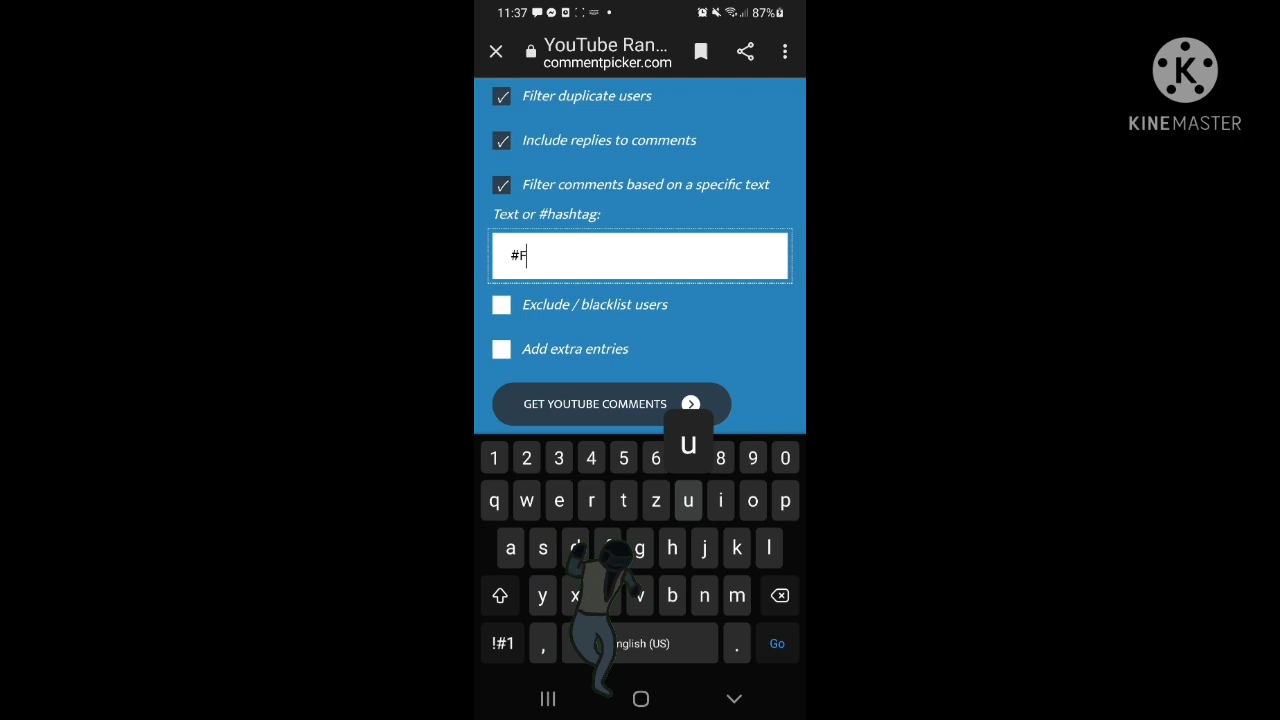 11:37
87%
YouTube Ran...
commentpicker.com
K
KINEMASTER
Filter duplicate users
Include replies to comments
Filter comments based on a specific text
Text or #hashtag:
#F
Exclude / blacklist users
Add extra entries
GET YOUTUBE COMMENTS
u
1 2 3 4 5 6 8 9 0
q w e r t z u i o p
a s d g h j k l
y x v b n m
!#1 , nglish (US) . Go